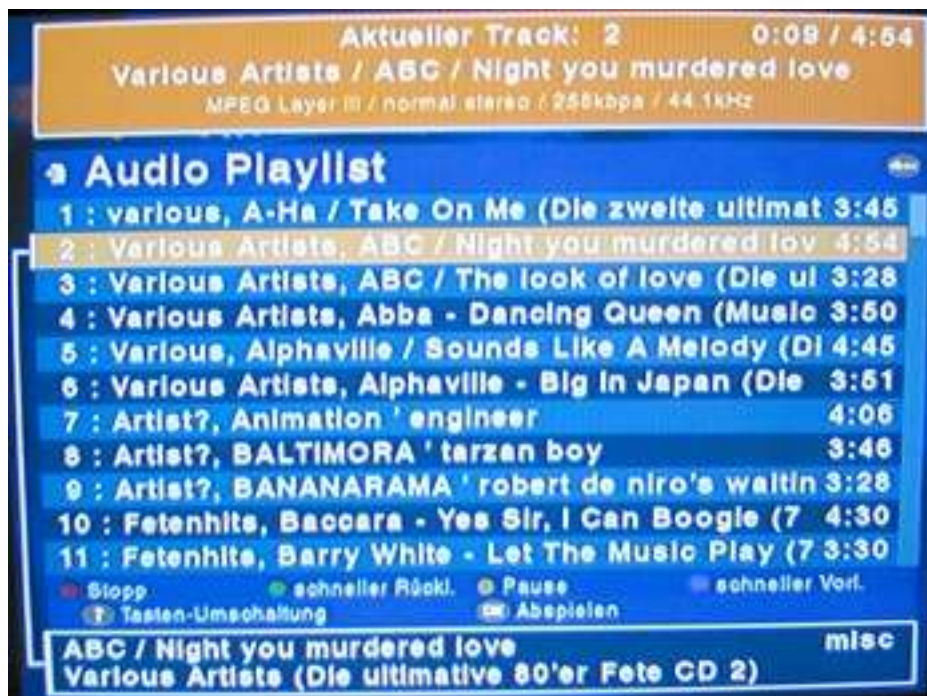 Aktueller Track: 2 0:09 / 4:54
Various Artists / ABC / Night you murdered love
MPEG Layer III / normal stereo / 256kbps / 44.1kHz
Audio Playlist
1 : various, A-Ha / Take On Me (Die zweite ultimat 3:45
2 : Various Artists, ABC / Night you murdered lov 4:54
3 : Various Artists, ABC / The look of love (Die ul 3:28
4 : Various Artists, Abba - Dancing Queen (Music 3:50
5 : Various, Alphaville / Sounds Like A Melody (Di 4:45
6 : Various Artists, Alphaville - Big In Japan (Die 3:51
7 : Artist?, Animation ' engineer 4:06
8 : Artist?, BALTIMORA ' tarzan boy 3:46
9 : Artist?, BANANARAMA ' robert de niro's waitin 3:28
10 : Fetenhits, Baccara - Yes Sir, I Can Boogie (7 4:30
11 : Fetenhits, Barry White - Let The Music Play (7 3:30
Stopp schneller Rückl. Pause schneller Vorl.
? Tasten-Umschaltung OK Abspielen
ABC / Night you murdered love misc
Various Artists (Die ultimative 80'er Fete CD 2)